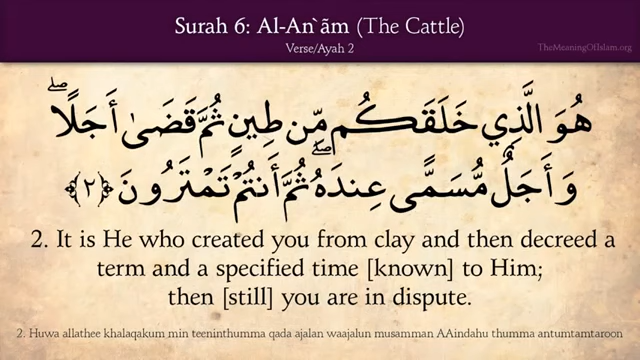 Surah 6: Al-An`ãm (The Cattle)
Verse/Ayah 2
TheMeaningOfIslam.org
هُوَ الَّذِي خَلَقَكُم مِّن طِينٍ ثُمَّ قَضَىٰ أَجَلًا ۖ
وَأَجَلٌ مُّسَمًّى عِندَهُ ۖ ثُمَّ أَنتُمْ تَمْتَرُونَ ﴿٢﴾
2. It is He who created you from clay and then decreed a
term and a specified time [known] to Him;
then [still] you are in dispute.
2. Huwa allathee khalaqakum min teeninthumma qada ajalan waajalun musamman AAindahu thumma antumtamtaroon